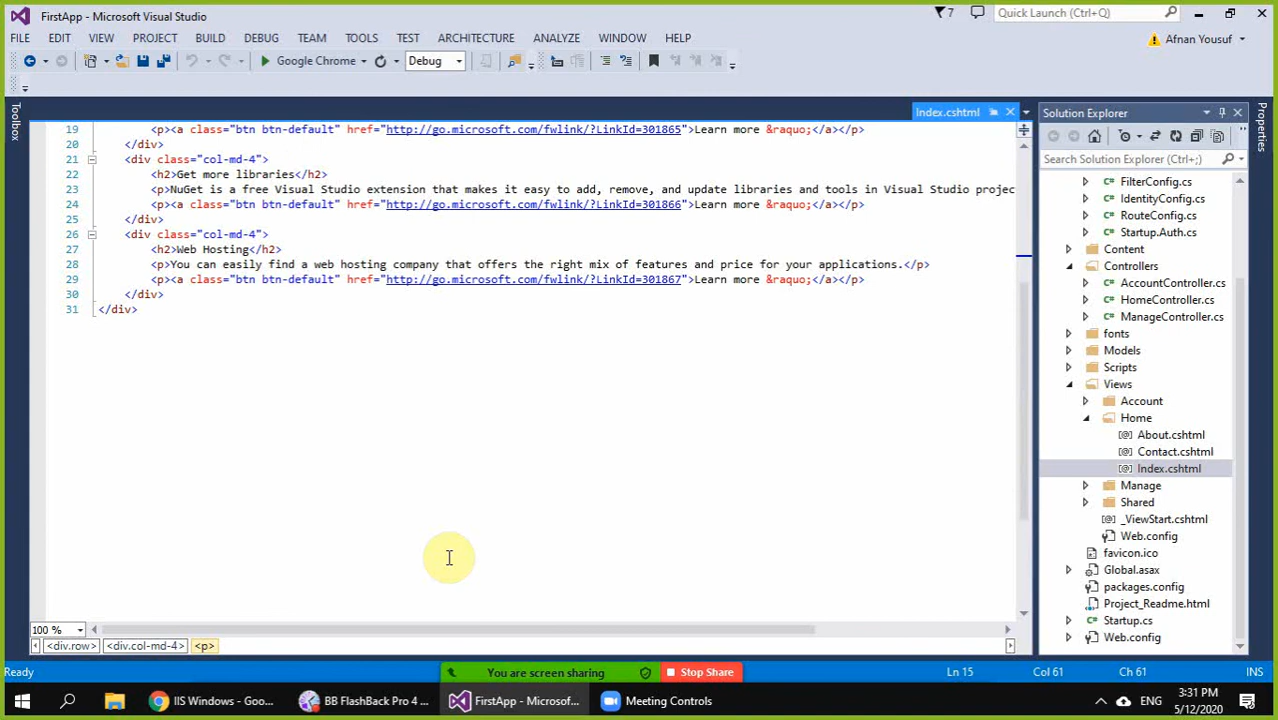 FirstApp - Microsoft Visual Studio
7
Quick Launch (Ctrl+Q)
FILE EDIT VIEW PROJECT BUILD DEBUG TEAM TOOLS TEST ARCHITECTURE ANALYZE WINDOW HELP
Afnan Yousuf
Google Chrome
Debug
Toolbox
Index.cshtml
19 <p><a class="btn btn-default" href="http://go.microsoft.com/fwlink/?LinkId=301865">Learn more &raquo;</a></p>
20 </div>
21 <div class="col-md-4">
22 <h2>Get more libraries</h2>
23 <p>NuGet is a free Visual Studio extension that makes it easy to add, remove, and update libraries and tools in Visual Studio projec
24 <p><a class="btn btn-default" href="http://go.microsoft.com/fwlink/?LinkId=301866">Learn more &raquo;</a></p>
25 </div>
26 <div class="col-md-4">
27 <h2>Web Hosting</h2>
28 <p>You can easily find a web hosting company that offers the right mix of features and price for your applications.</p>
29 <p><a class="btn btn-default" href="http://go.microsoft.com/fwlink/?LinkId=301867">Learn more &raquo;</a></p>
30 </div>
31 </div>
100 %
<div.row> <div.col-md-4> <p>
Solution Explorer
Search Solution Explorer (Ctrl+;)
C# FilterConfig.cs
C# IdentityConfig.cs
C# RouteConfig.cs
C# Startup.Auth.cs
Content
Controllers
C# AccountController.cs
C# HomeController.cs
C# ManageController.cs
fonts
Models
Scripts
Views
Account
Home
[@] About.cshtml
[@] Contact.cshtml
[@] Index.cshtml
Manage
Shared
[@] _ViewStart.cshtml
Web.config
favicon.ico
Global.asax
packages.config
Project_Readme.html
C# Startup.cs
Web.config
Properties
Ready
You are screen sharing
Stop Share
Ln 15 Col 61 Ch 61 INS
IIS Windows - Goo...
BB FlashBack Pro 4 ...
FirstApp - Microsof...
Meeting Controls
ENG
3:31 PM
5/12/2020